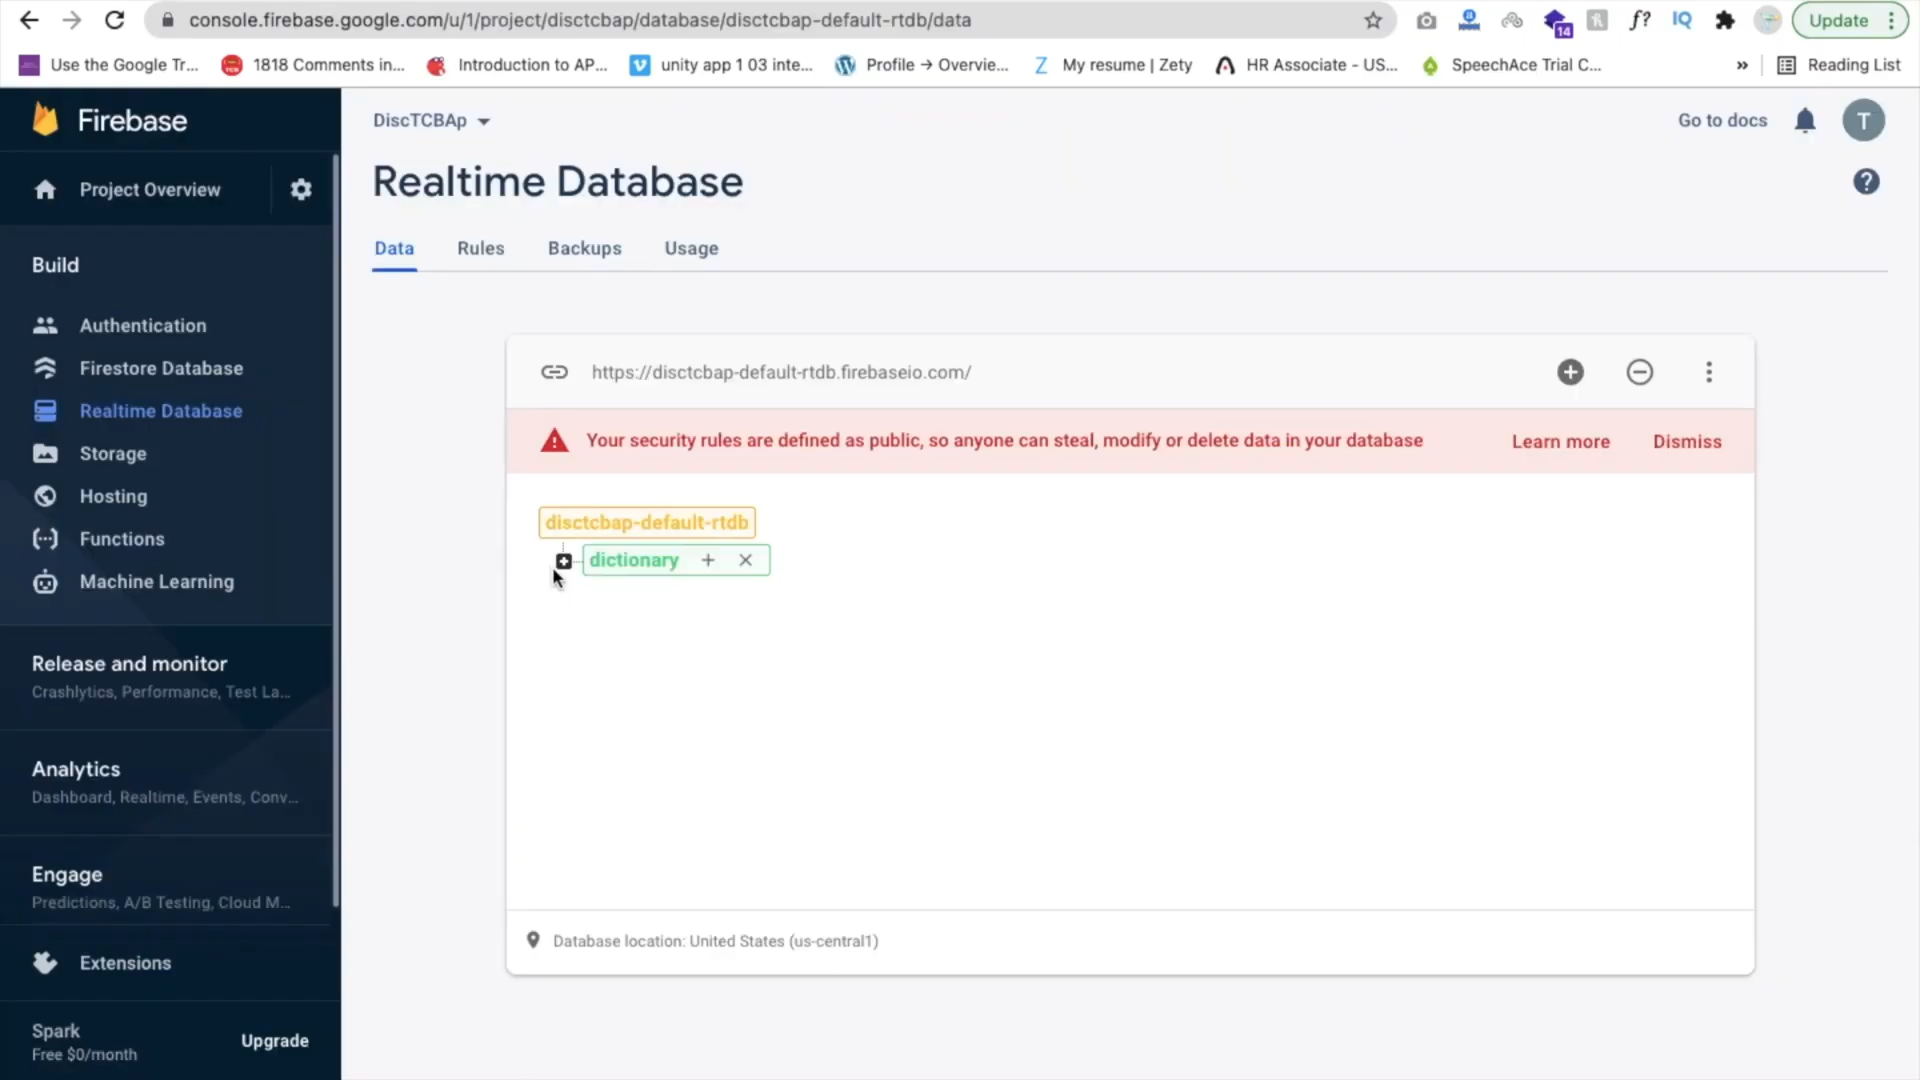 console.firebase.google.com/u/1/project/disctcbap/database/disctcbap-default-rtdb/data
14
f?
IQ
Update
Use the Google Tr...
1818 Comments in...
Introduction to AP...
unity app 1 03 inte...
Profile → Overvie...
Z My resume | Zety
HR Associate - US...
SpeechAce Trial C...
»
Reading List
Firebase
DiscTCBAp
Go to docs
T
Project Overview
Realtime Database
?
Data
Rules
Backups
Usage
Build
Authentication
Firestore Database
Realtime Database
Storage
Hosting
Functions
Machine Learning
https://disctcbap-default-rtdb.firebaseio.com/
Your security rules are defined as public, so anyone can steal, modify or delete data in your database
Learn more
Dismiss
disctcbap-default-rtdb
dictionary + ×
Release and monitor
Crashlytics, Performance, Test La...
Analytics
Dashboard, Realtime, Events, Conv...
Engage
Predictions, A/B Testing, Cloud M...
Database location: United States (us-central1)
Extensions
Spark
Free $0/month
Upgrade